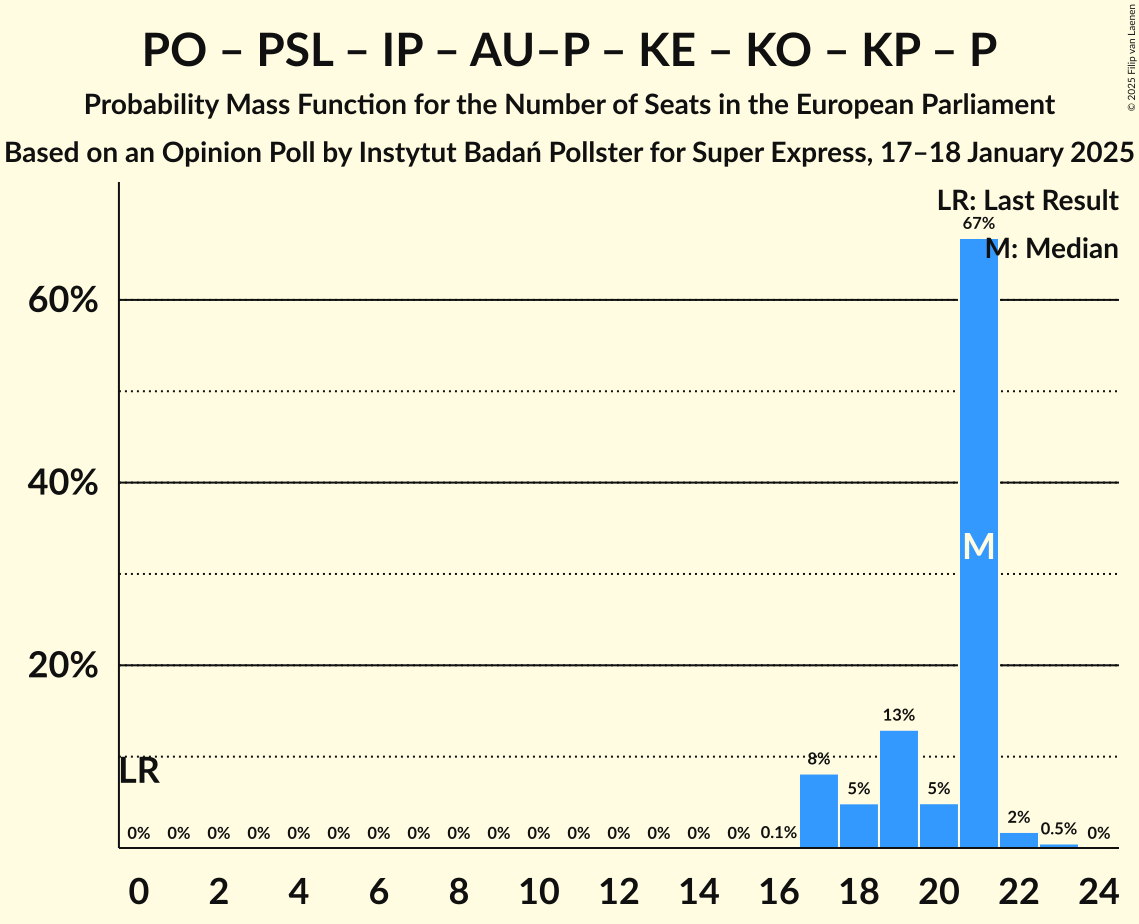 PO – PSL – IP – AU–P – KE – KO – KP – P
Probability Mass Function for the Number of Seats in the European Parliament
Based on an Opinion Poll by Instytut Badań Pollster for Super Express, 17–18 January 2025
© 2025 Filip van Laenen
LR: Last Result
M: Median
67%
60%
40%
20%
M
LR
0% 0% 0% 0% 0% 0% 0% 0% 0% 0% 0% 0% 0% 0% 0% 0% 0.1% 8% 5% 13% 5% 2% 0.5% 0%
0 2 4 6 8 10 12 14 16 18 20 22 24